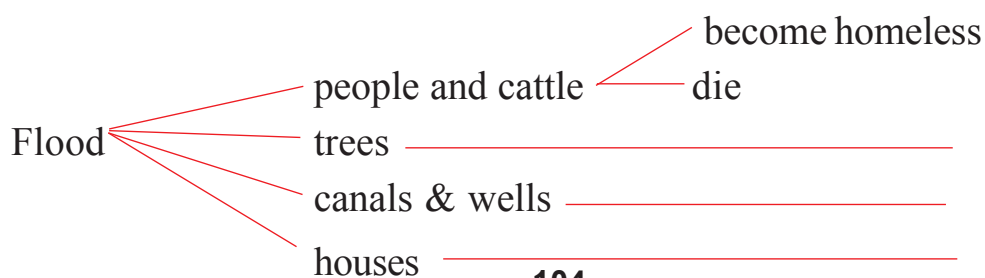 become homeless
people and cattle die
Flood trees
canals & wells
houses